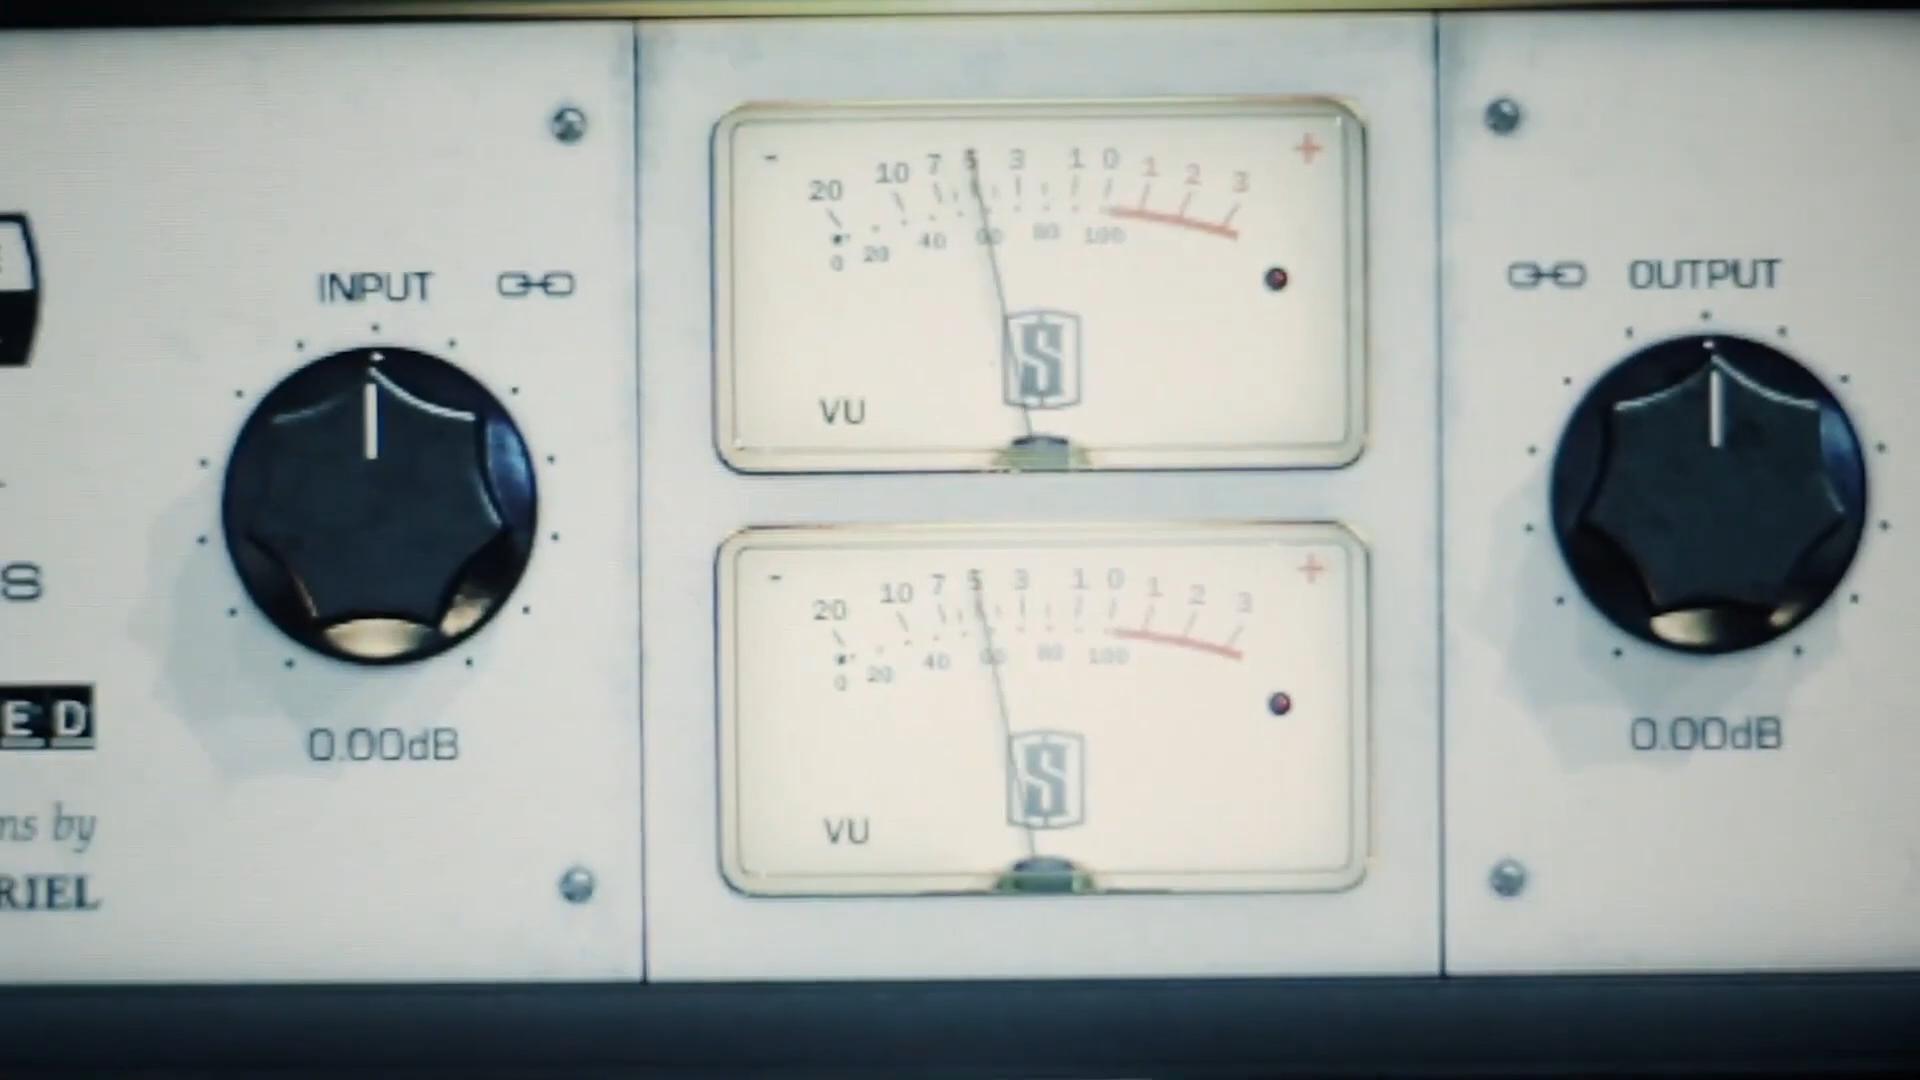 INPUT
0.00dB
S
ED
ns by
RIEL
- 20 10 7 5 3 1 0 1 2 3 +
0 20 40 60 80 100
S
VU
- 20 10 7 5 3 1 0 1 2 3 +
0 20 40 60 80 100
S
VU
OUTPUT
0.00dB